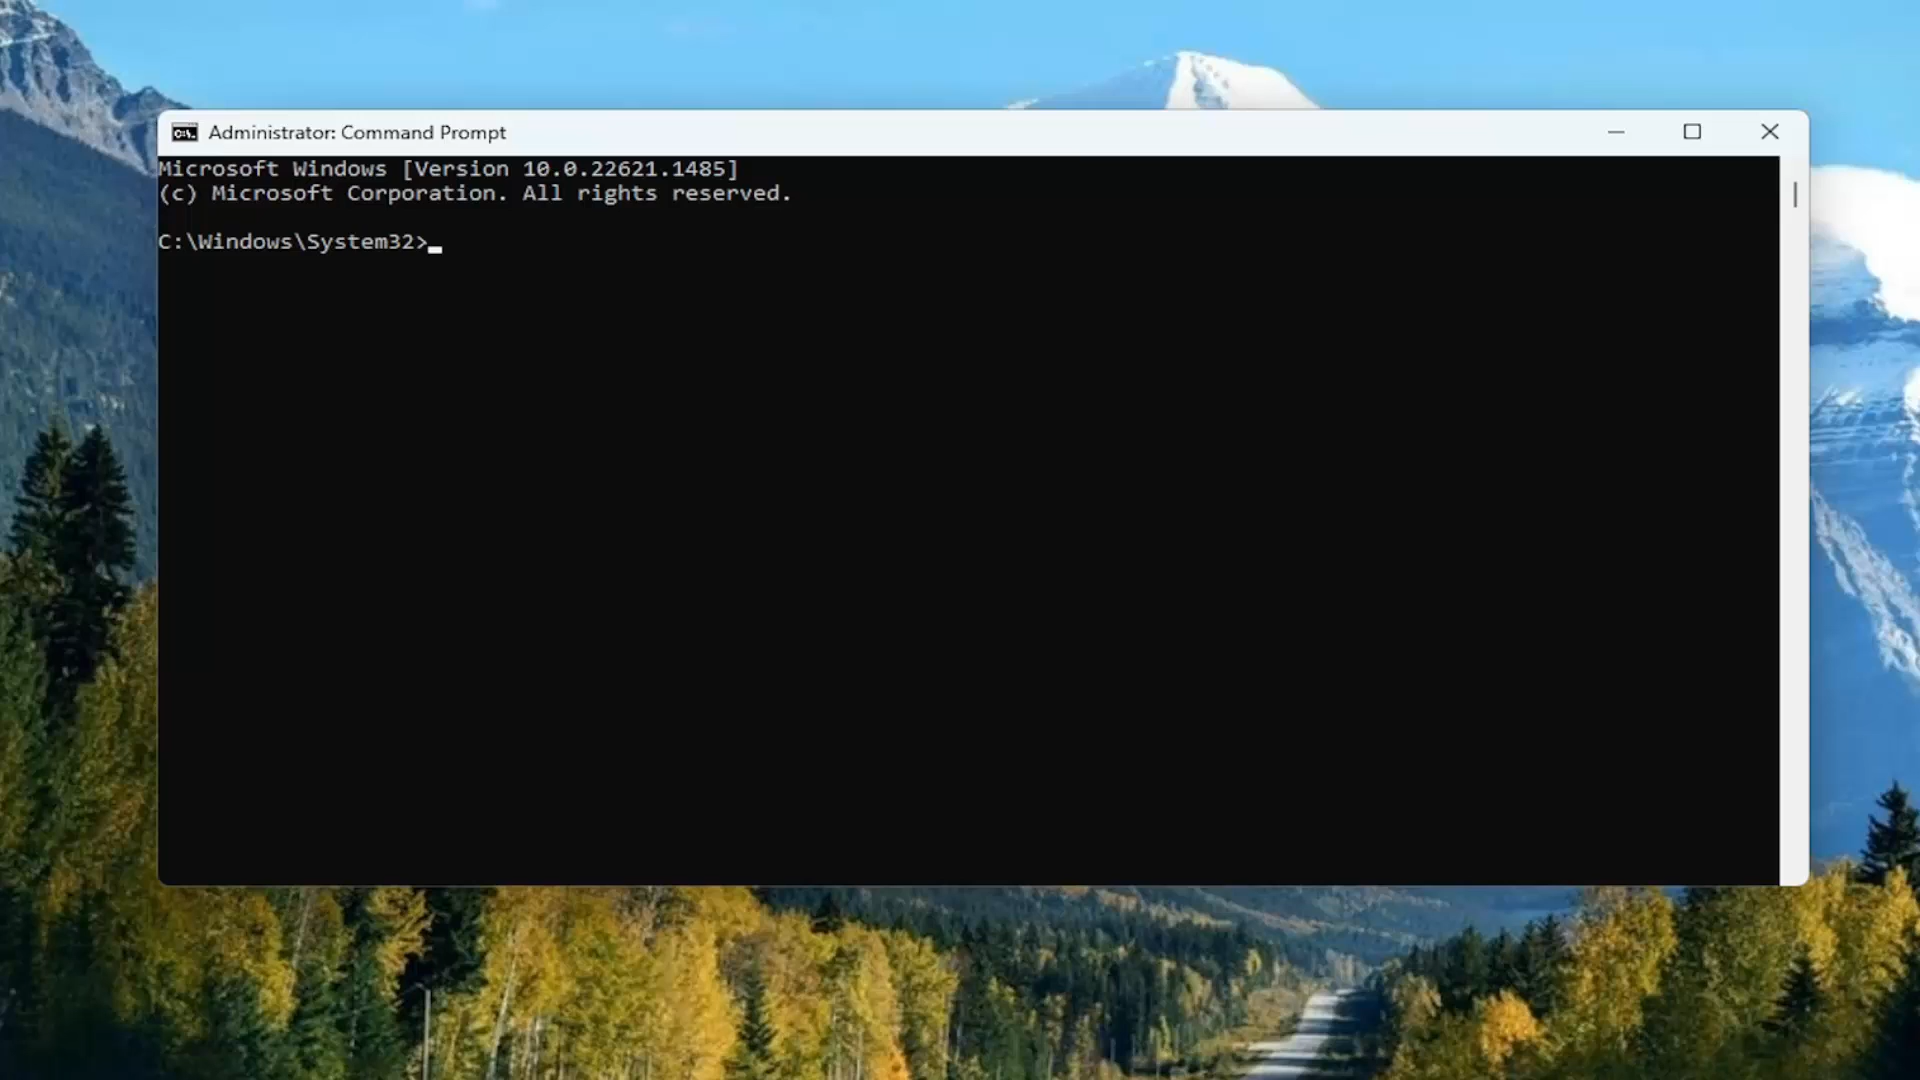 Administrator: Command Prompt
Microsoft Windows [Version 10.0.22621.1485]
(c) Microsoft Corporation. All rights reserved.
C:\Windows\System32>